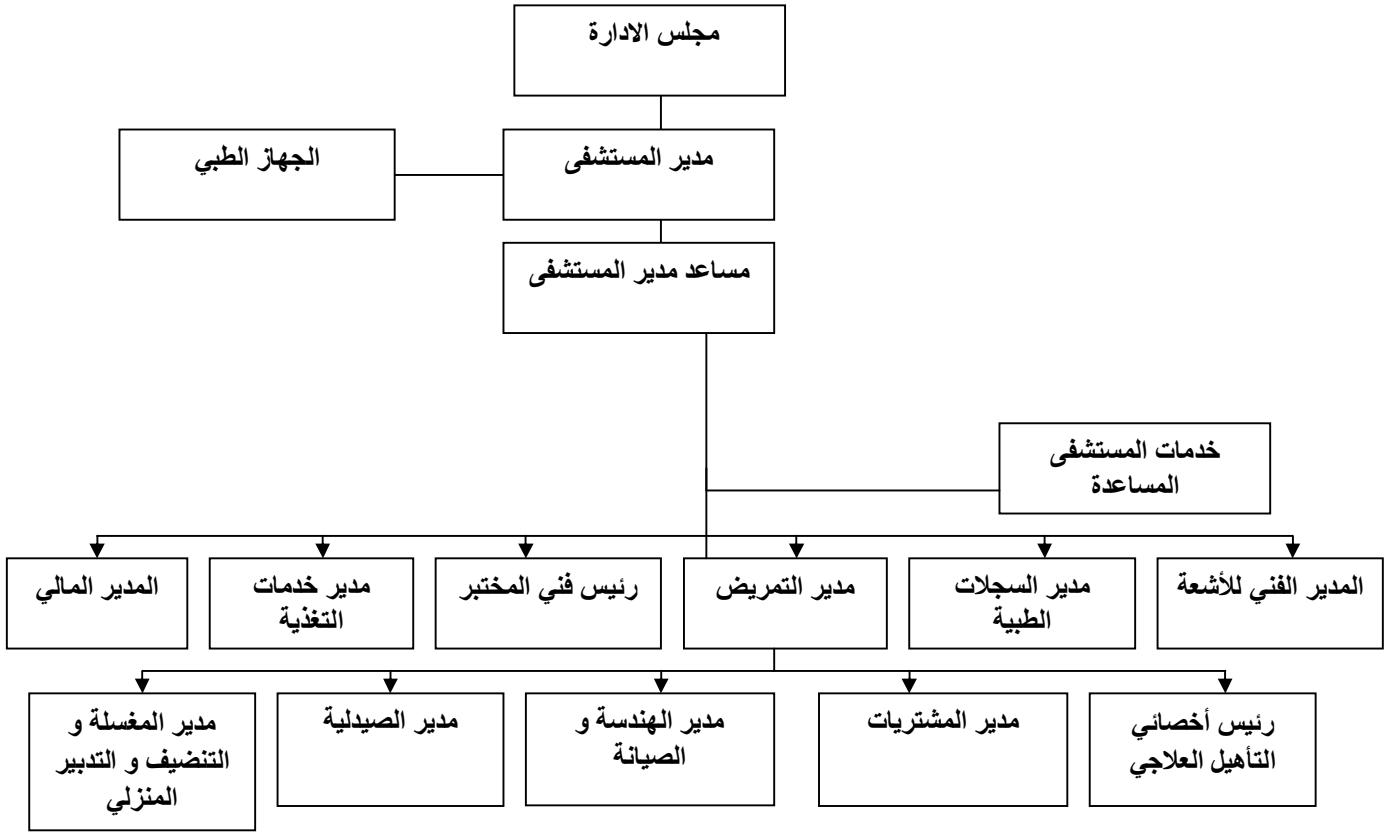 مجلس الادارة
مدير المستشفى
الجهاز الطبي
مساعد مدير المستشفى
خدمات المستشفى
المساعدة
المدير الفني للأشعة
مدير السجلات
الطبية
مدير التمريض
رئيس فني المختبر
مدير خدمات
التغذية
المدير المالي
رئيس أخصائي
التأهيل العلاجي
مدير المشتريات
مدير الهندسة و
الصيانة
مدير الصيدلية
مدير المغسلة و
التنضيف و التدبير
المنزلي